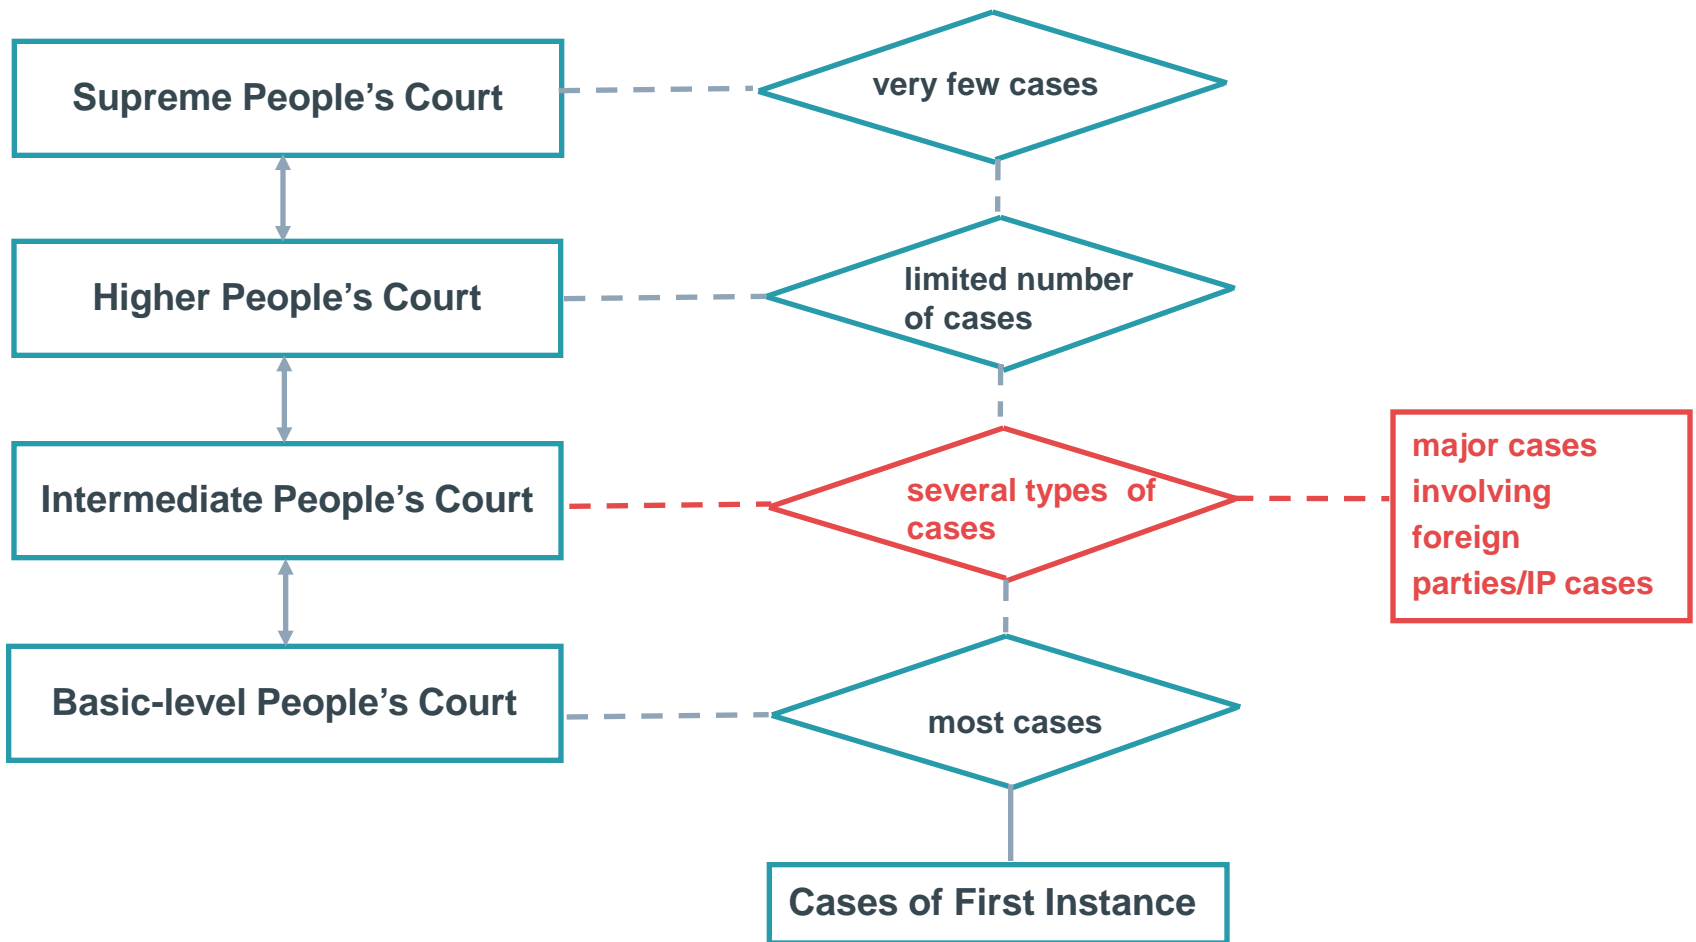 Supreme People’s Court
very few cases
Higher People’s Court
limited number
of cases
Intermediate People’s Court
several types  of
cases
major cases
involving
foreign
parties/IP cases
Basic-level People’s Court
most cases
Cases of First Instance